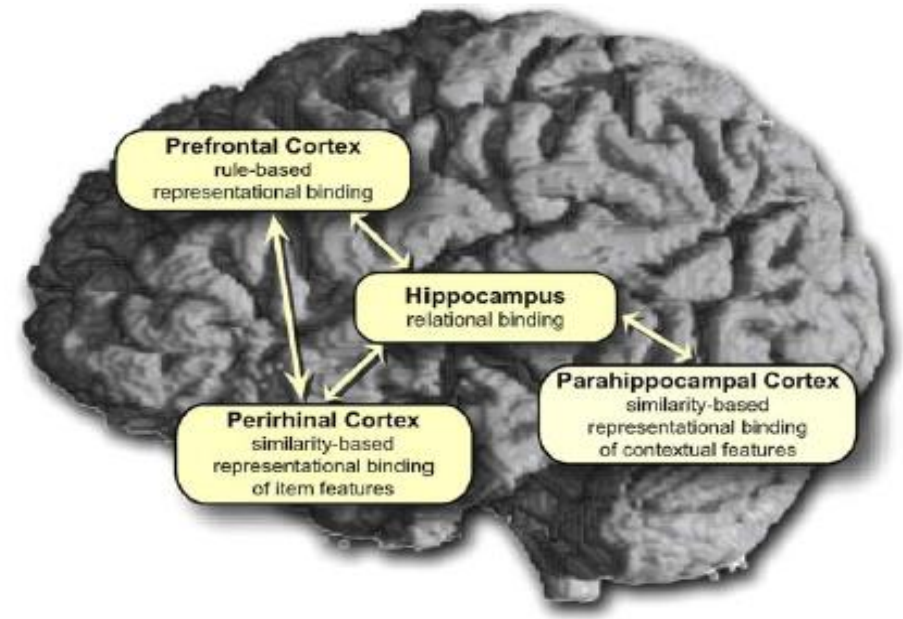 Prefrontal Cortex
rule-based
representational binding
Hippocampus
relational binding
Perirhinal Cortex
similarity-based
representational binding
of item features
Parahippocampal Cortex
similarity-based
representational binding
of contextual features